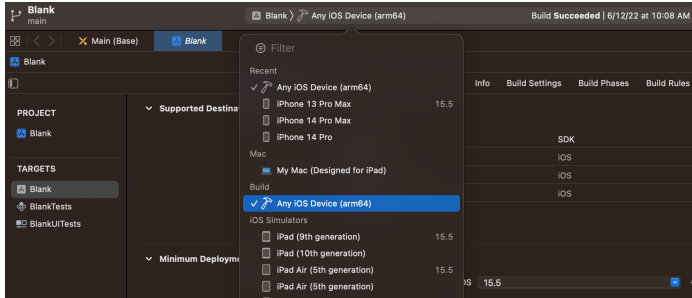 Blank
main
Blank 〉 Any iOS Device (arm64)
Build Succeeded | 6/12/22 at 10:08 AM
Main (Base)
Blank
Filter
Blank
Recent
✓ Any iOS Device (arm64)
Info Build Settings Build Phases Build Rules
iPhone 13 Pro Max 15.5
PROJECT
Supported Destina
iPhone 14 Pro Max
Blank
iPhone 14 Pro
SDK
Mac
iOS
TARGETS
My Mac (Designed for iPad)
iOS
Blank
Build
iOS
BlankTests
✓ Any iOS Device (arm64)
BlankUITests
iOS Simulators
iPad (9th generation) 15.5
iPad (10th generation)
Minimum Deployme
iPad Air (5th generation) 15.5
iPad Air (5th generation)
OS 15.5